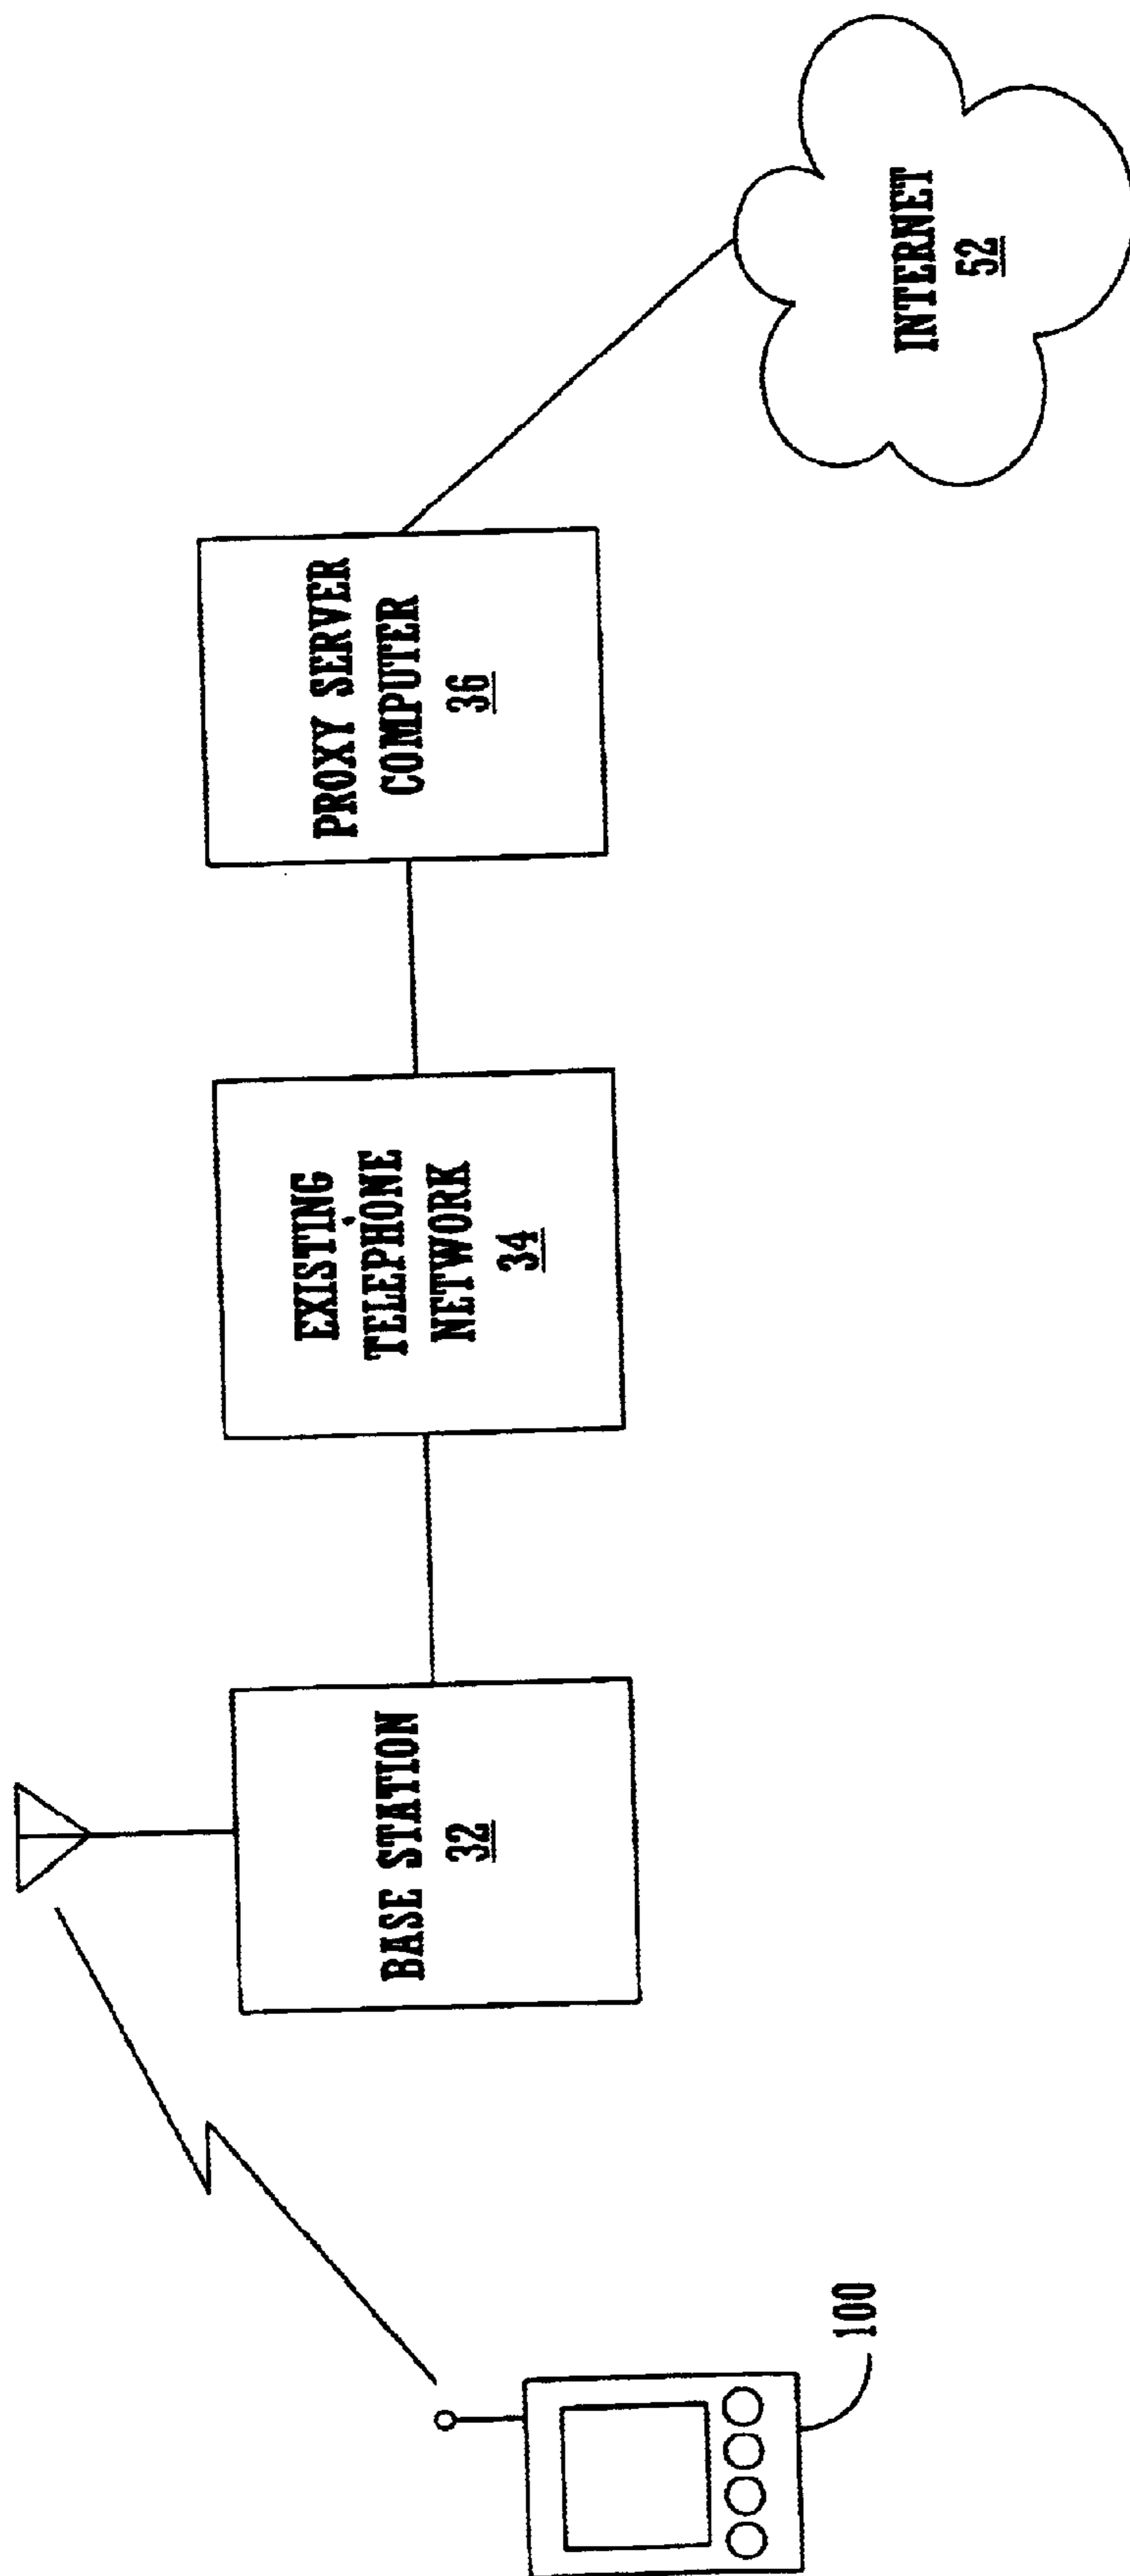 100
BASE STATION
32
EXISTING
TELEPHONE
NETWORK
34
PROXY SERVER
COMPUTER
36
INTERNET
52